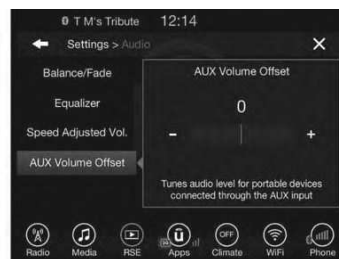 T M's Tribute 12:14
Settings > Audio
Balance/Fade
Equalizer
Speed Adjusted Vol.
AUX Volume Offset
AUX Volume Offset
0
- +
Tunes audio level for portable devices
connected through the AUX input
OFF
Radio Media RSE Apps Climate WiFi Phone